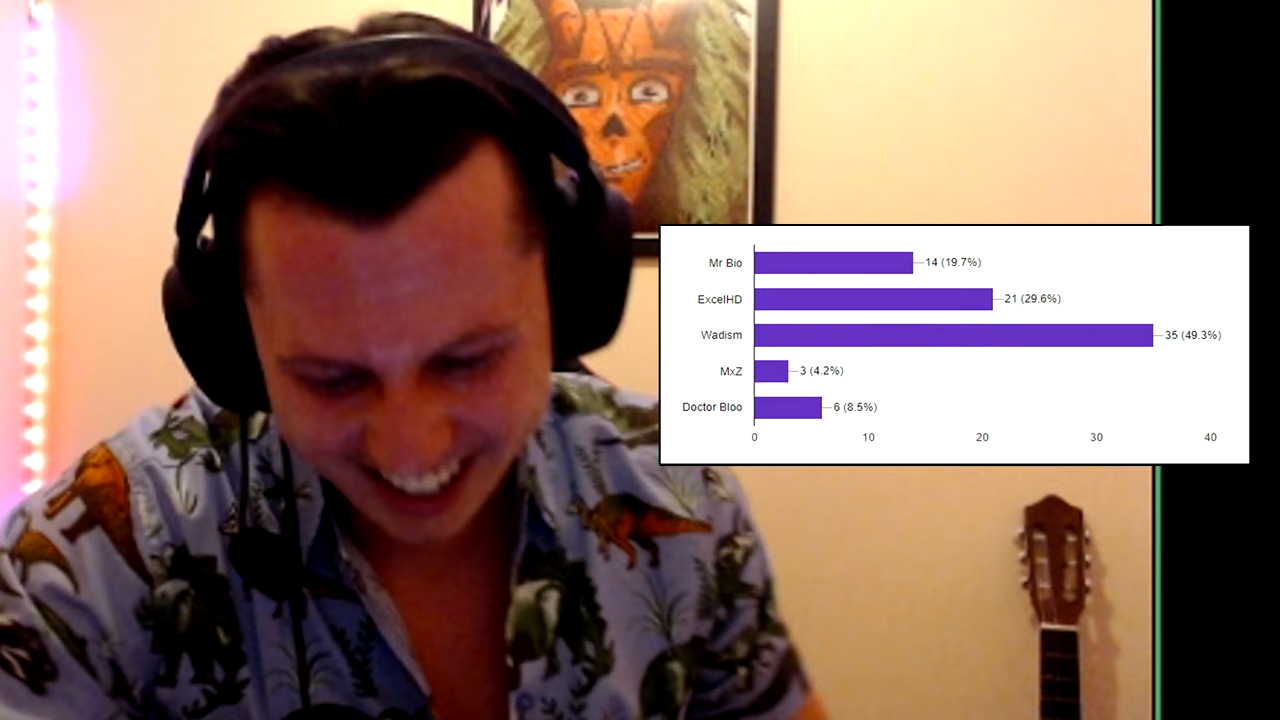 Mr Bio 14 (19.7%)
ExcelHD 21 (29.6%)
Wadism 35 (49.3%)
MxZ 3 (4.2%)
Doctor Bloo 6 (8.5%)
0 10 20 30 40